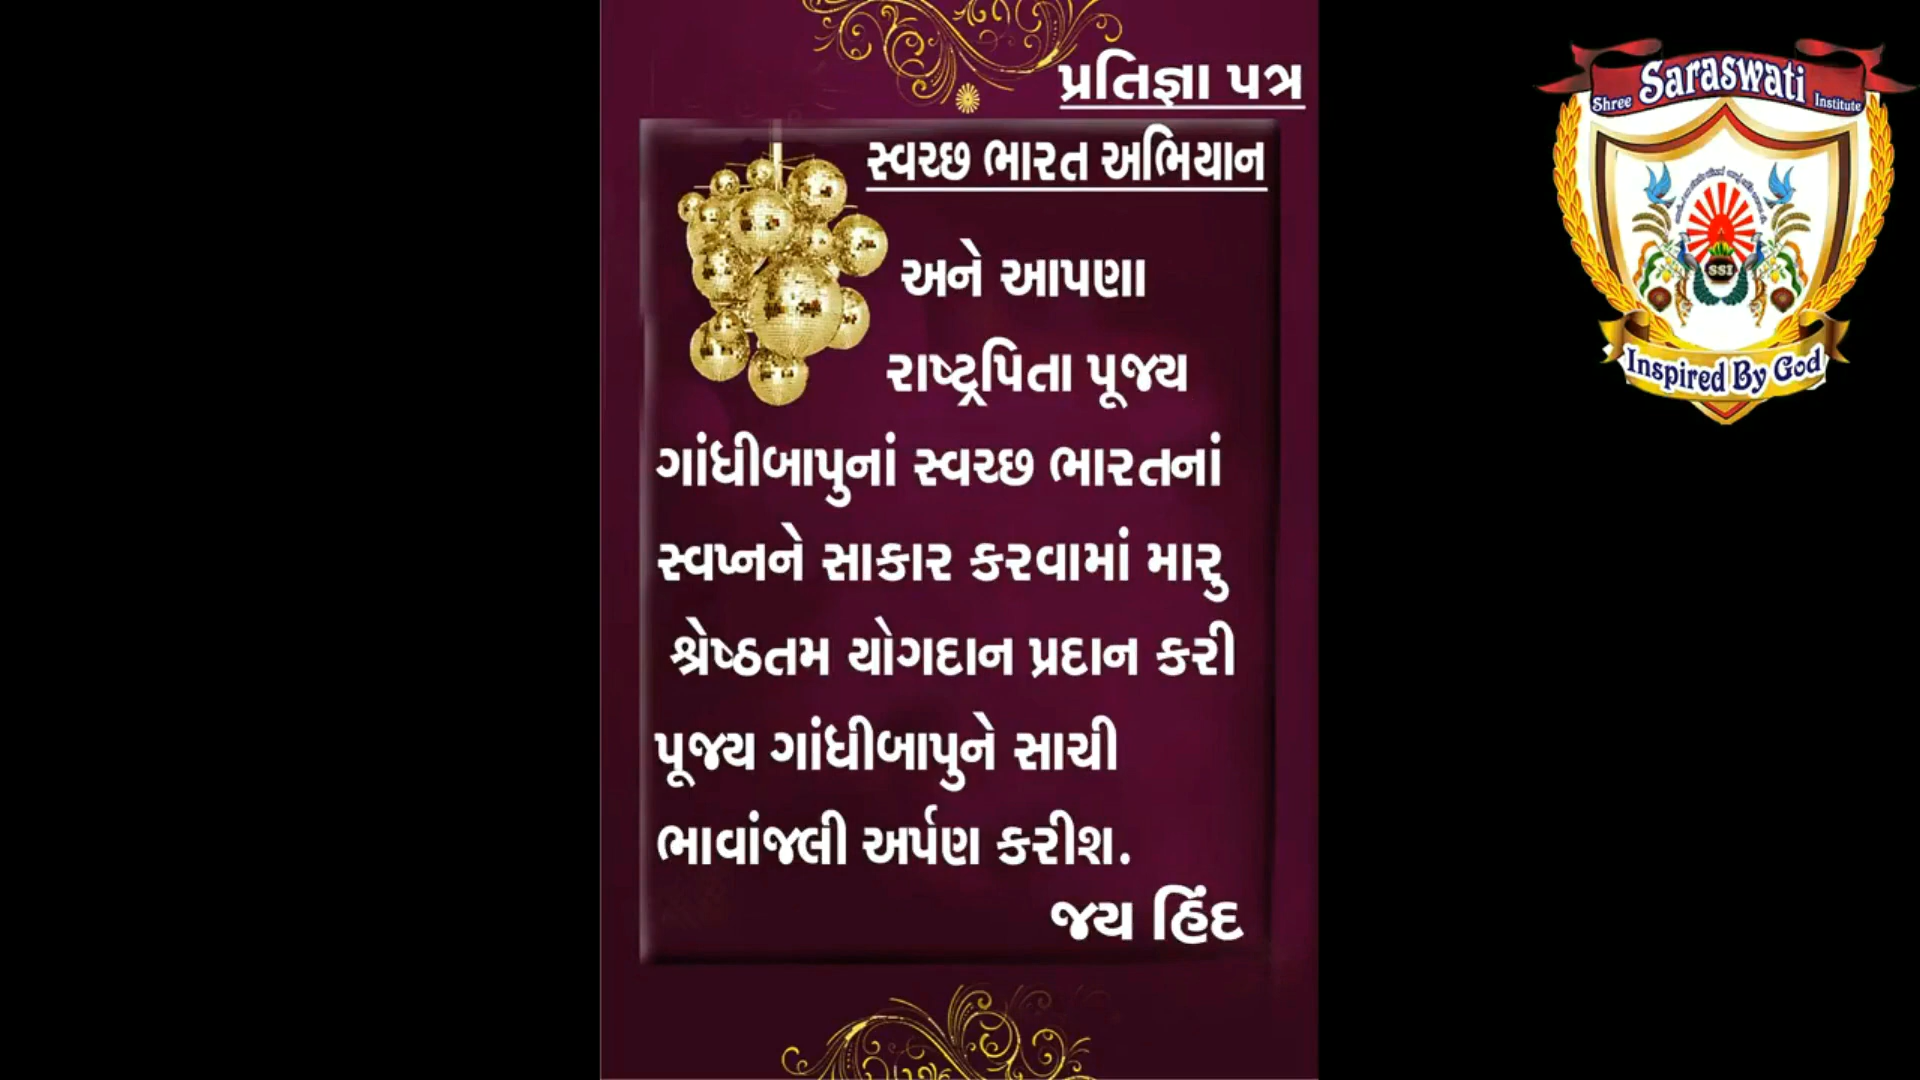 પ્રતિજ્ઞા પત્ર
સ્વચ્છ ભારત અભિયાન
અને આપણા
રાષ્ટ્રપિતા પૂજ્ય
ગાંધીબાપુનાં સ્વચ્છ ભારતનાં
સ્વપ્નને સાકાર કરવામાં મારુ
શ્રેષ્ઠતમ યોગદાન પ્રદાન કરી
પૂજ્ય ગાંધીબાપુને સાચી
ભાવાંજલી અર્પણ કરીશ.
જય હિંદ
Shree Saraswati Institute
SSI
Inspired By God